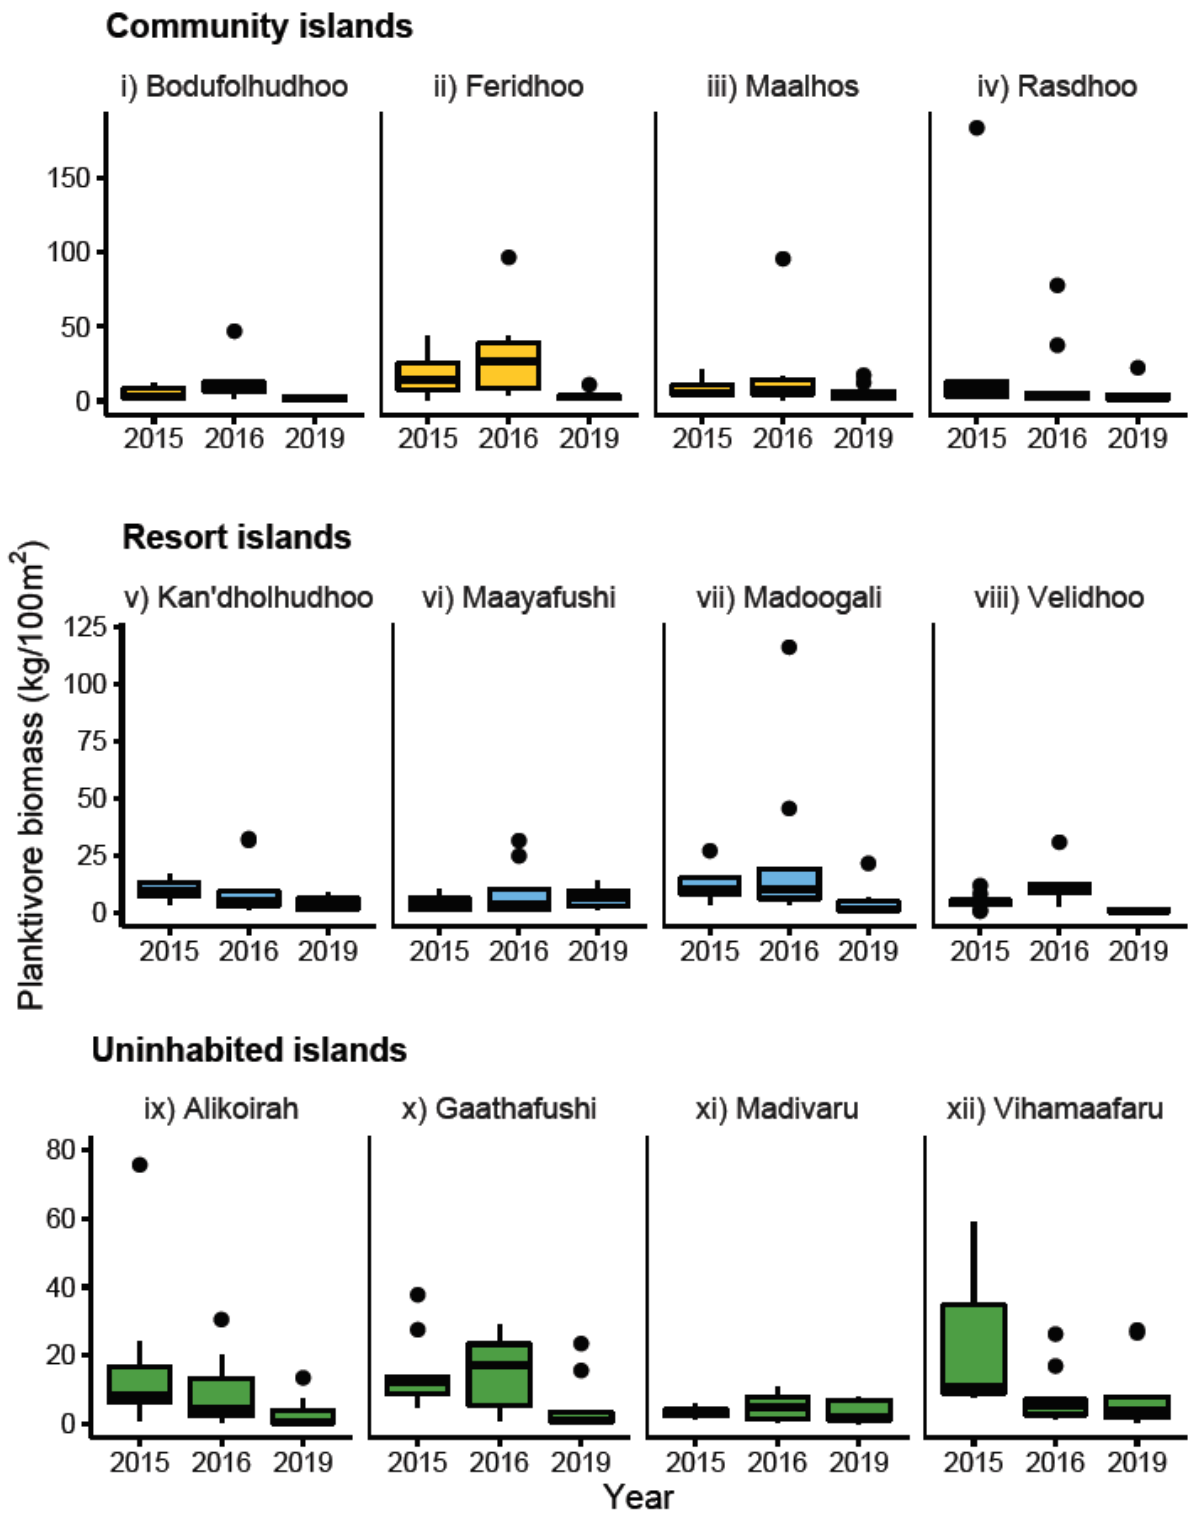 Community islands
i) Bodufolhudhoo ii) Feridhoo iii) Maalhos iv) Rasdhoo
150
100
50
0
2015 2016 2019 2015 2016 2019 2015 2016 2019 2015 2016 2019
Planktivore biomass (kg/100m²)
Resort islands
v) Kan'dholhudhoo vi) Maayafushi vii) Madoogali viii) Velidhoo
125
100
75
50
25
0
2015 2016 2019 2015 2016 2019 2015 2016 2019 2015 2016 2019
Uninhabited islands
ix) Alikoirah x) Gaathafushi xi) Madivaru xii) Vihamaafaru
80
60
40
20
0
2015 2016 2019 2015 2016 2019 2015 2016 2019 2015 2016 2019
Year